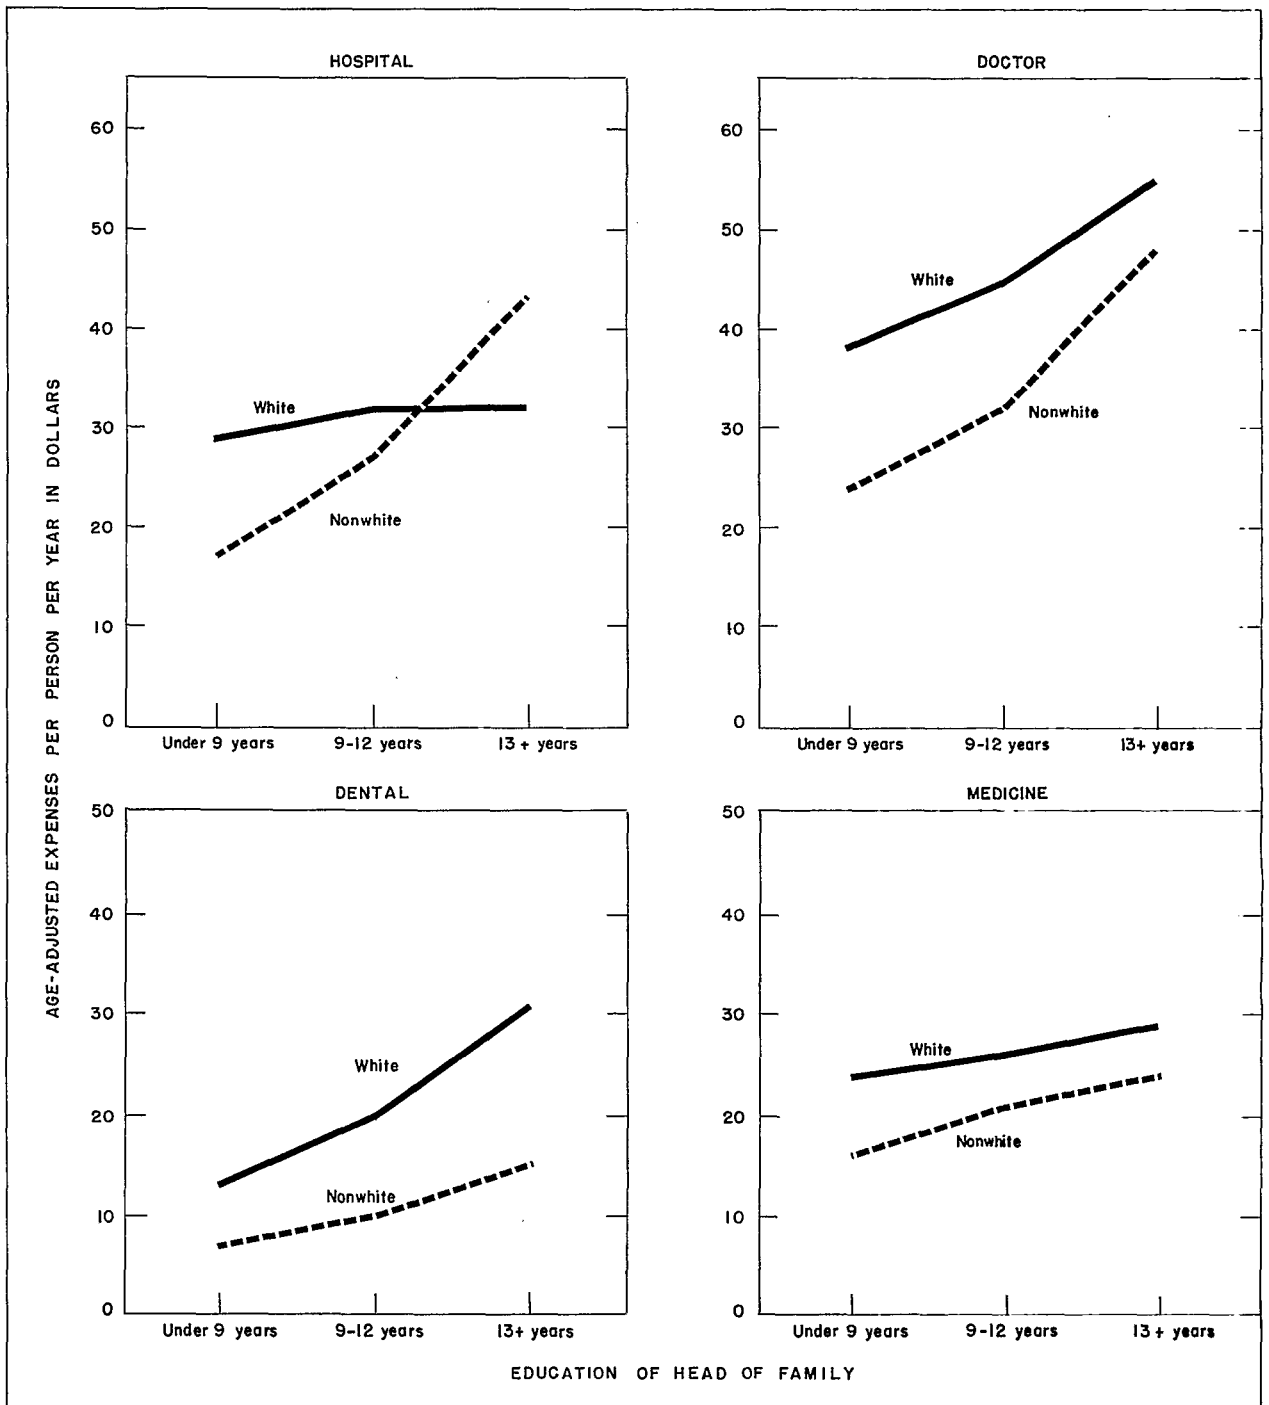 AGE-ADJUSTED EXPENSES PER PERSON PER YEAR IN DOLLARS
HOSPITAL
60
50
40
30
20
10
0
White
Nonwhite
Under 9 years
9-12 years
13 + years
DOCTOR
60
50
40
30
20
10
0
White
Nonwhite
Under 9 years
9-12 years
13+ years
DENTAL
50
40
30
20
10
0
White
Nonwhite
Under 9 years
9-12 years
13+ years
MEDICINE
50
40
30
20
10
0
White
Nonwhite
Under 9 years
9-12 years
13+ years
EDUCATION OF HEAD OF FAMILY